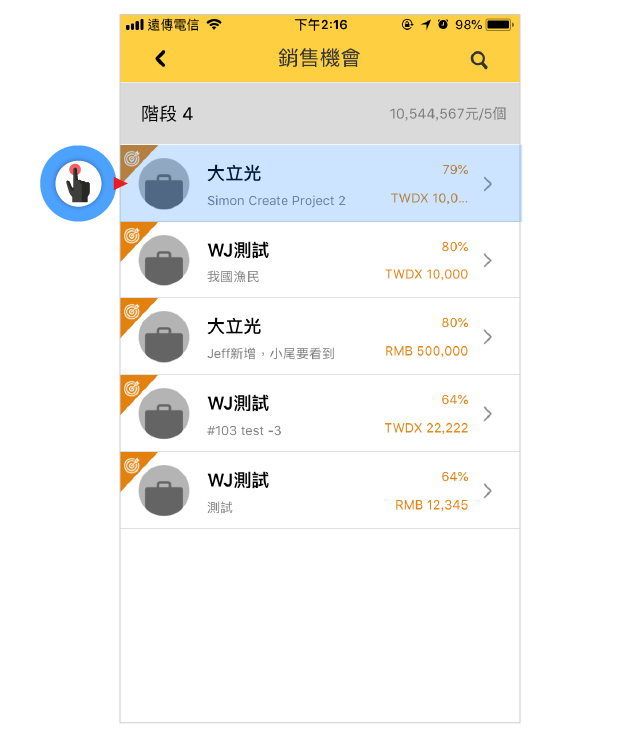 遠傳電信 下午2:16 98%
銷售機會
階段 4 10,544,567元/5個
大立光 79%
Simon Create Project 2 TWDX 10,0...
WJ測試 80%
我國漁民 TWDX 10,000
大立光 80%
Jeff新增，小尾要看到 RMB 500,000
WJ測試 64%
#103 test -3 TWDX 22,222
WJ測試 64%
測試 RMB 12,345